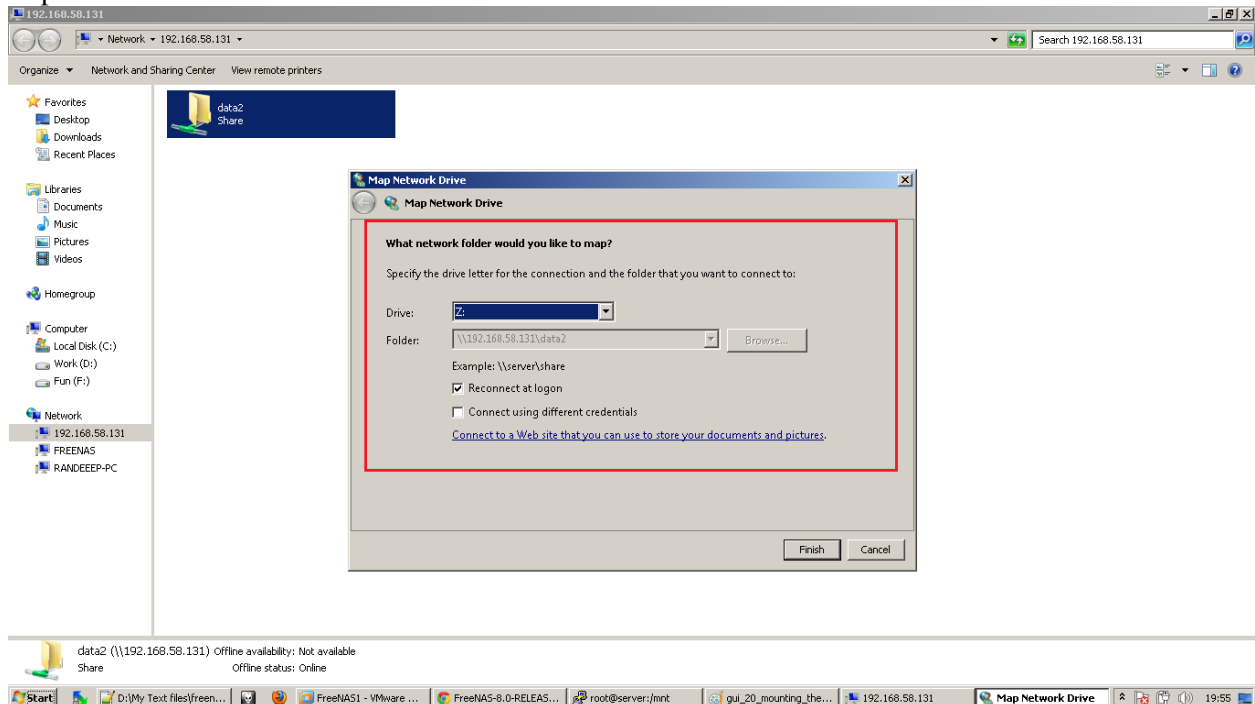 192.168.58.131
Network 192.168.58.131
Search 192.168.58.131
Organize Network and Sharing Center View remote printers
Favorites
Desktop
Downloads
Recent Places
Libraries
Documents
Music
Pictures
Videos
Homegroup
Computer
Local Disk (C:)
Work (D:)
Fun (F:)
Network
192.168.58.131
FREENAS
RANDEEEP-PC
data2
Share
Map Network Drive
Map Network Drive
What network folder would you like to map?
Specify the drive letter for the connection and the folder that you want to connect to:
Drive: Z:
Folder: \\192.168.58.131\data2 Browse...
Example: \\server\share
Reconnect at logon
Connect using different credentials
Connect to a Web site that you can use to store your documents and pictures.
Finish Cancel
data2 (\\192.168.58.131) Offline availability: Not available
Share Offline status: Online
Start D:\My Text files\freen... FreeNAS1 - VMware ... FreeNAS-8.0-RELEAS... root@server:/mnt gui_20_mounting_the... 192.168.58.131 Map Network Drive 19:55